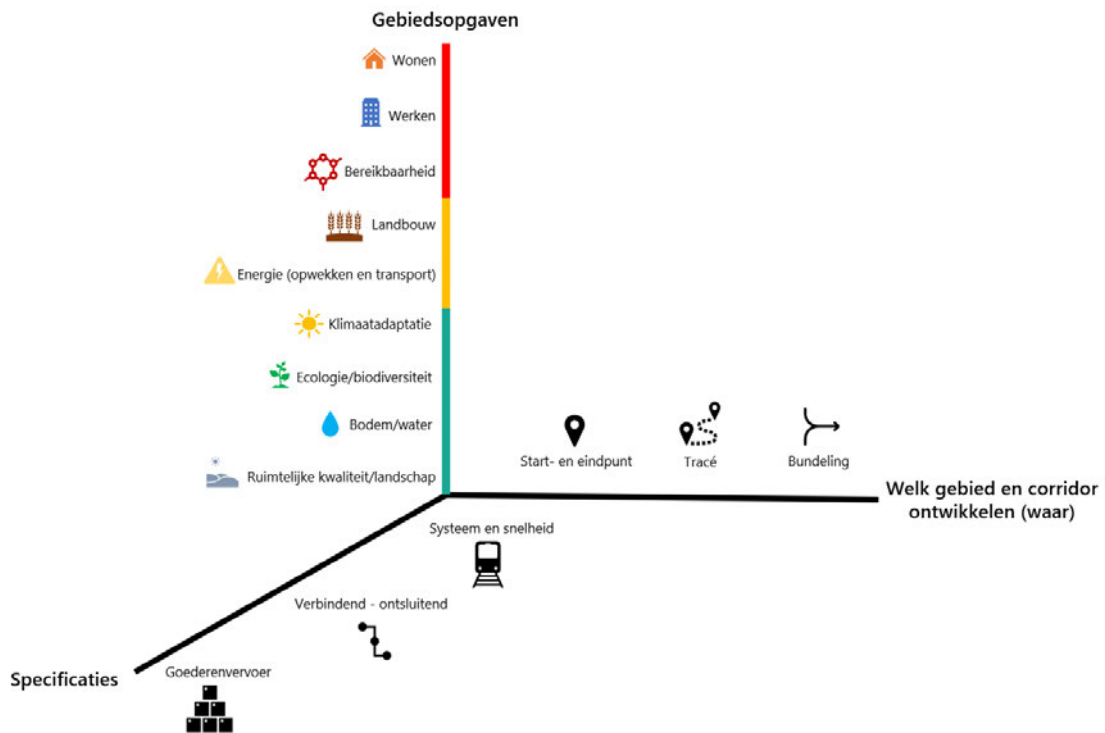 Gebiedsopgaven
Wonen
Werken
Bereikbaarheid
Landbouw
Energie (opwekken en transport)
Klimaatadaptatie
Ecologie/biodiversiteit
Bodem/water
Ruimtelijke kwaliteit/landschap
Start- en eindpunt
Tracé
Bundeling
Welk gebied en corridor
ontwikkelen (waar)
Systeem en snelheid
Verbindend - ontsluitend
Goederenvervoer
Specificaties